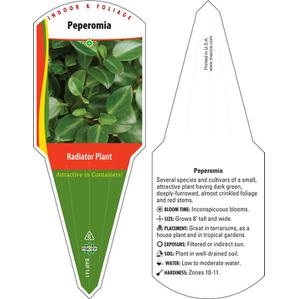 INDOOR & FOLIAGE
Peperomia
Radiator Plant
Attractive in Containers!
Printed in U.S.A.
www.macore.com
Peperomia
Several species and cultivars of a small,
attractive plant having dark green,
deeply-furrowed, almost crinkled foliage
and red stems.
BLOOM TIME: Inconspicuous blooms.
SIZE: Grows 8" tall and wide.
PLACEMENT: Great in terrariums, as a
house plant and in tropical gardens.
EXPOSURE: Filtered or indirect sun.
SOIL: Plant in well-drained soil.
WATER: Low to moderate water.
HARDINESS: Zones 10-11.